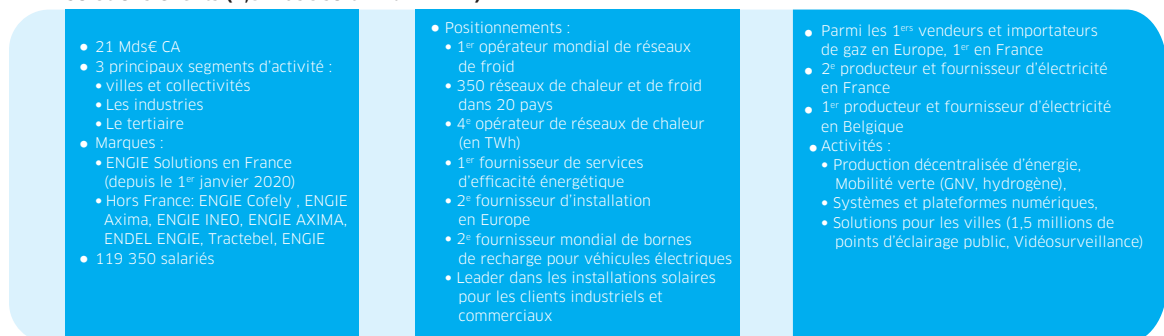 • 21 Mds€ CA
• 3 principaux segments d’activité :
• villes et collectivités
• Les industries
• Le tertiaire
• Marques :
• ENGIE Solutions en France
(depuis le 1er janvier 2020)
• Hors France: ENGIE Cofely , ENGIE
Axima, ENGIE INEO, ENGIE AXIMA,
ENDEL ENGIE, Tractebel, ENGIE
• 119 350 salariés
• Positionnements :
• 1er opérateur mondial de réseaux
de froid
• 350 réseaux de chaleur et de froid
dans 20 pays
• 4e opérateur de réseaux de chaleur
(en TWh)
• 1er fournisseur de services
d’efficacité énergétique
• 2e fournisseur d’installation
en Europe
• 2e fournisseur mondial de bornes
de recharge pour véhicules électriques
• Leader dans les installations solaires
pour les clients industriels et
commerciaux
• Parmi les 1ers vendeurs et importateurs
de gaz en Europe, 1er en France
• 2e producteur et fournisseur d’électricité
en France
• 1er producteur et fournisseur d’électricité
en Belgique
• Activités :
• Production décentralisée d’énergie,
Mobilité verte (GNV, hydrogène),
• Systèmes et plateformes numériques,
• Solutions pour les villes (1,5 millions de
points d’éclairage public, Vidéosurveillance)